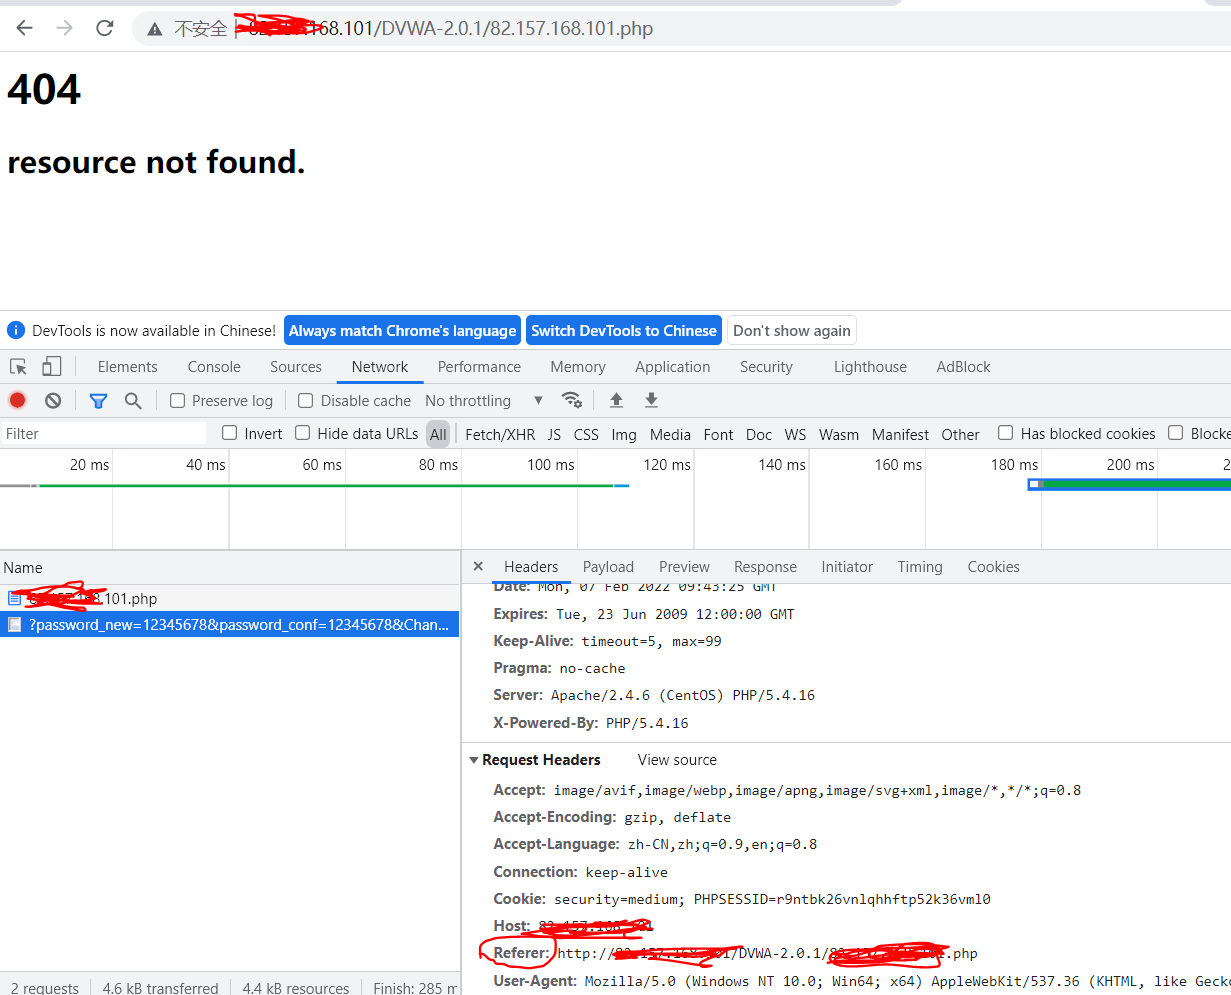 不安全 | 68.101/DVWA-2.0.1/82.157.168.101.php
404
resource not found.
DevTools is now available in Chinese! Always match Chrome's language Switch DevTools to Chinese Don't show again
Elements Console Sources Network Performance Memory Application Security Lighthouse AdBlock
Preserve log Disable cache No throttling
Filter Invert Hide data URLs All Fetch/XHR JS CSS Img Media Font Doc WS Wasm Manifest Other Has blocked cookies Blocke
20 ms 40 ms 60 ms 80 ms 100 ms 120 ms 140 ms 160 ms 180 ms 200 ms 2
Name
.101.php
?password_new=12345678&password_conf=12345678&Chan...
2 requests 4.6 kB transferred 4.4 kB resources Finish: 285 m
× Headers Payload Preview Response Initiator Timing Cookies
Date: Mon, 07 Feb 2022 09:43:25 GMT
Expires: Tue, 23 Jun 2009 12:00:00 GMT
Keep-Alive: timeout=5, max=99
Pragma: no-cache
Server: Apache/2.4.6 (CentOS) PHP/5.4.16
X-Powered-By: PHP/5.4.16
Request Headers View source
Accept: image/avif,image/webp,image/apng,image/svg+xml,image/*,*/*;q=0.8
Accept-Encoding: gzip, deflate
Accept-Language: zh-CN,zh;q=0.9,en;q=0.8
Connection: keep-alive
Cookie: security=medium; PHPSESSID=r9ntbk26vnlqhhftp52k36vml0
Host:
Referer: http:// /DVWA-2.0.1/ .php
User-Agent: Mozilla/5.0 (Windows NT 10.0; Win64; x64) AppleWebKit/537.36 (KHTML, like Gecko